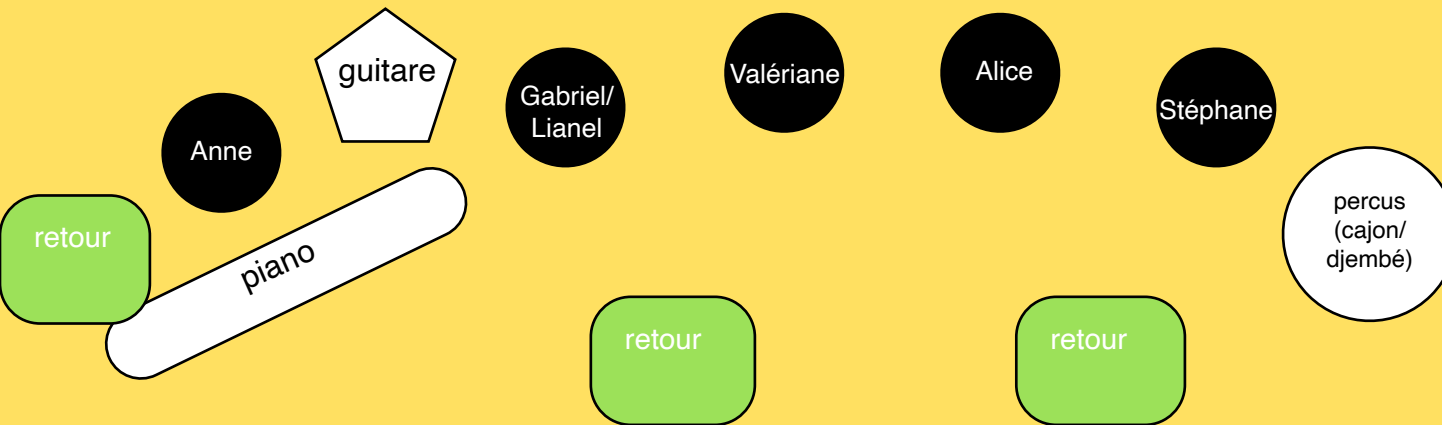 guitare
Gabriel/
Lianel
Valériane
Alice
Stéphane
Anne
retour
piano
percus
(cajon/
djembé)
retour
retour